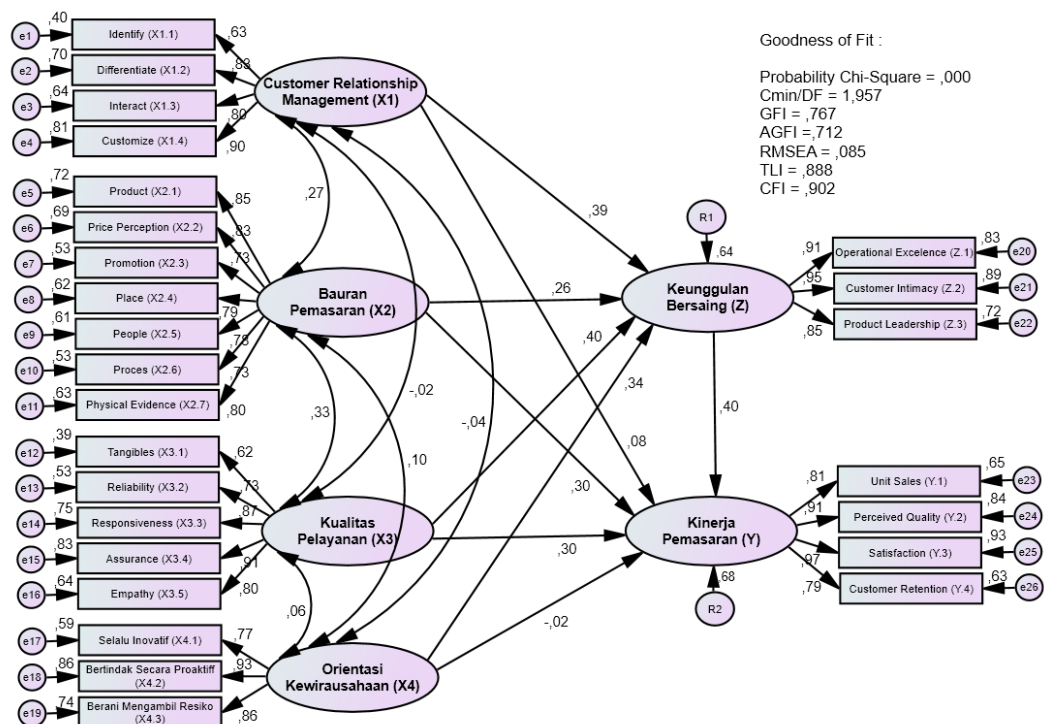 Goodness of Fit :
Probability Chi-Square = ,000
Cmin/DF = 1,957
GFI = ,767
AGFI = ,712
RMSEA = ,085
TLI = ,888
CFI = ,902
e1
,40
Identify (X1.1)
,63
e2
,70
Differentiate (X1.2)
e3
,64
Interact (X1.3)
,80
e4
,81
Customize (X1.4)
,90
Customer Relationship
Management (X1)
e5
,72
Product (X2.1)
,85
e6
,69
Price Perception (X2.2)
,83
e7
,53
Promotion (X2.3)
,73
e8
,62
Place (X2.4)
,79
e9
,61
People (X2.5)
,78
e10
,53
Proces (X2.6)
,73
e11
,63
Physical Evidence (X2.7)
,80
Bauran
Pemasaran (X2)
e12
,39
Tangibles (X3.1)
,62
e13
,53
Reliability (X3.2)
,73
e14
,75
Responsiveness (X3.3)
,87
e15
,83
Assurance (X3.4)
,91
e16
,64
Empathy (X3.5)
,80
Kualitas
Pelayanan (X3)
e17
,59
Selalu Inovatif (X4.1)
,77
e18
,86
Bertindak Secara Proaktiff
(X4.2)
,93
e19
,74
Berani Mengambil Resiko
(X4.3)
,86
Orientasi
Kewirausahaan (X4)
,27
,33
,06
-,02
,10
-,04
,39
,26
,40
,34
,08
,30
,30
-,02
,40
R1
,64
Keunggulan
Bersaing (Z)
,91
Operational Excelence (Z.1)
,83
e20
,95
Customer Intimacy (Z.2)
,89
e21
,85
Product Leadership (Z.3)
,72
e22
Kinerja
Pemasaran (Y)
,68
R2
,81
Unit Sales (Y.1)
,65
e23
,91
Perceived Quality (Y.2)
,84
e24
,97
Satisfaction (Y.3)
,93
e25
,79
Customer Retention (Y.4)
,63
e26